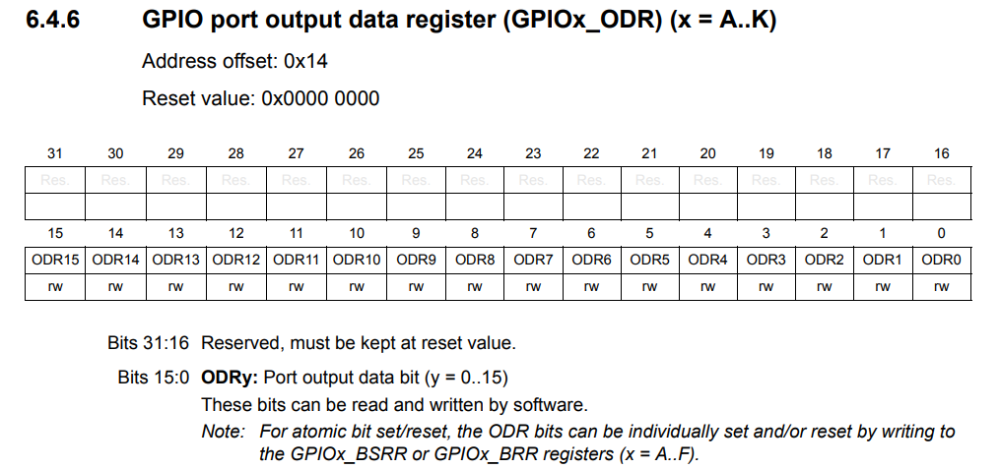 6.4.6 GPIO port output data register (GPIOx_ODR) (x = A..K)
Address offset: 0x14
Reset value: 0x0000 0000
31 30 29 28 27 26 25 24 23 22 21 20 19 18 17 16
Res. Res. Res. Res. Res. Res. Res. Res. Res. Res. Res. Res. Res. Res. Res. Res.
15 14 13 12 11 10 9 8 7 6 5 4 3 2 1 0
ODR15 ODR14 ODR13 ODR12 ODR11 ODR10 ODR9 ODR8 ODR7 ODR6 ODR5 ODR4 ODR3 ODR2 ODR1 ODR0
rw rw rw rw rw rw rw rw rw rw rw rw rw rw rw rw
Bits 31:16 Reserved, must be kept at reset value.
Bits 15:0 ODRy: Port output data bit (y = 0..15)
These bits can be read and written by software.
Note: For atomic bit set/reset, the ODR bits can be individually set and/or reset by writing to
the GPIOx_BSRR or GPIOx_BRR registers (x = A..F).